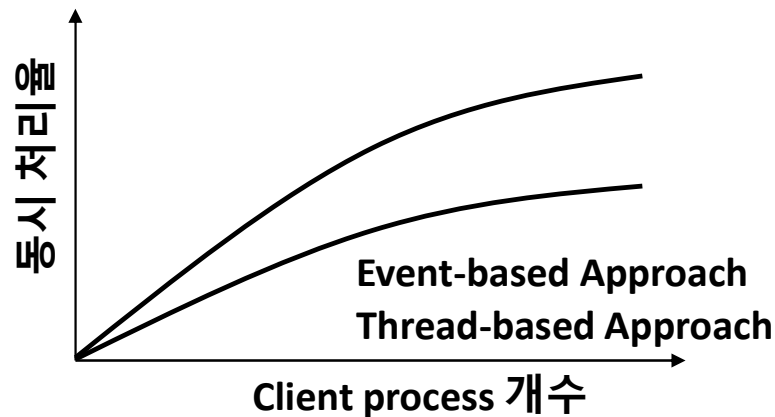 동시 처리율
Event-based Approach
Thread-based Approach
Client process 개수